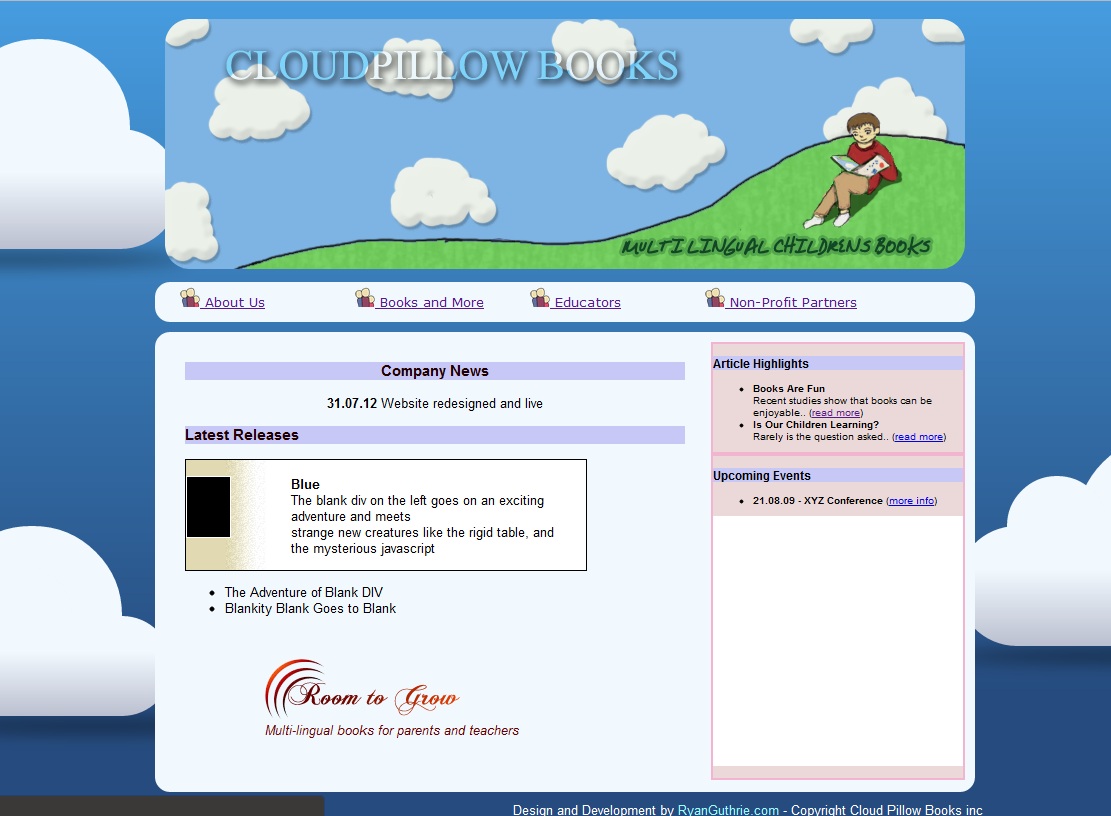 CLOUDPILLOW BOOKS
MULTILINGUAL CHILDRENS BOOKS
About Us Books and More Educators Non-Profit Partners
Company News
31.07.12 Website redesigned and live
Latest Releases
Blue
The blank div on the left goes on an exciting
adventure and meets
strange new creatures like the rigid table, and
the mysterious javascript
The Adventure of Blank DIV
Blankity Blank Goes to Blank
Room to Grow
Multi-lingual books for parents and teachers
Article Highlights
Books Are Fun
Recent studies show that books can be
enjoyable.. (read more)
Is Our Children Learning?
Rarely is the question asked.. (read more)
Upcoming Events
21.08.09 - XYZ Conference (more info)
Design and Development by RyanGuthrie.com - Copyright Cloud Pillow Books inc